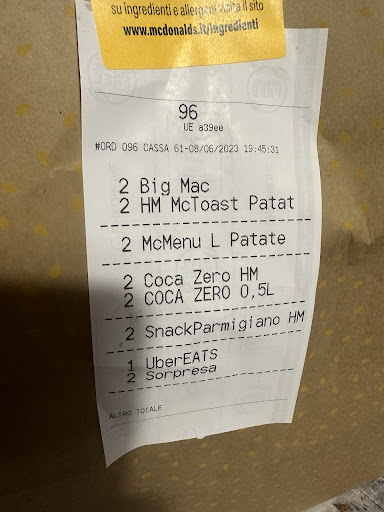 su ingredienti e allergeni visita il sito
www.mcdonalds.it/ingredienti
96
UE a39ee
#ORD 096 CASSA 61-08/06/2023 19:45:31
2 Big Mac
2 HM McToast Patat
2 McMenu L Patate
2 Coca Zero HM
2 COCA ZERO 0,5L
2 SnackParmigiano HM
1 UberEATS
2 Sorpresa
ALTRO TOTALE